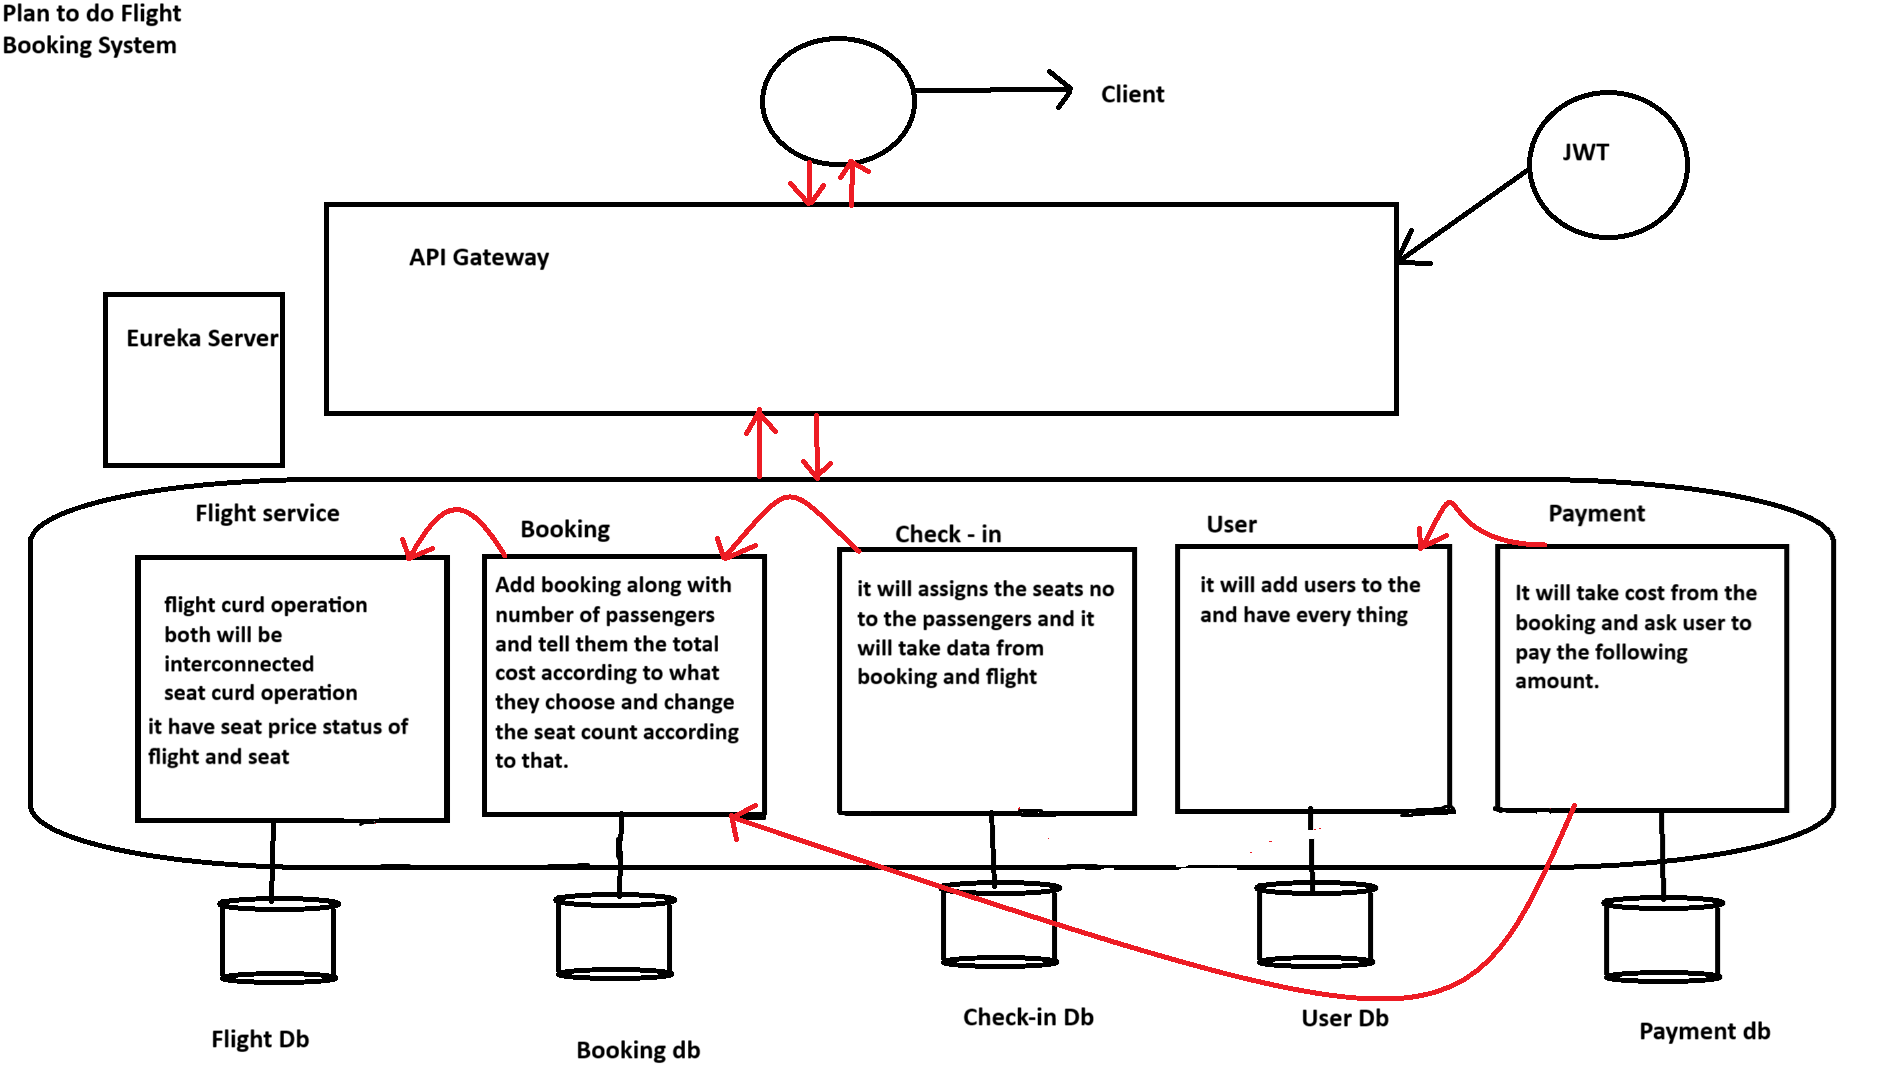 Plan to do Flight
Booking System
Client
JWT
API Gateway
Eureka Server
Flight service
Booking
Check - in
User
Payment
flight curd operation
both will be
interconnected
seat curd operation
it have seat price status of
flight and seat
Add booking along with
number of passengers
and tell them the total
cost according to what
they choose and change
the seat count according
to that.
it will assigns the seats no
to the passengers and it
will take data from
booking and flight
it will add users to the
and have every thing
It will take cost from the
booking and ask user to
pay the following
amount.
Flight Db
Booking db
Check-in Db
User Db
Payment db